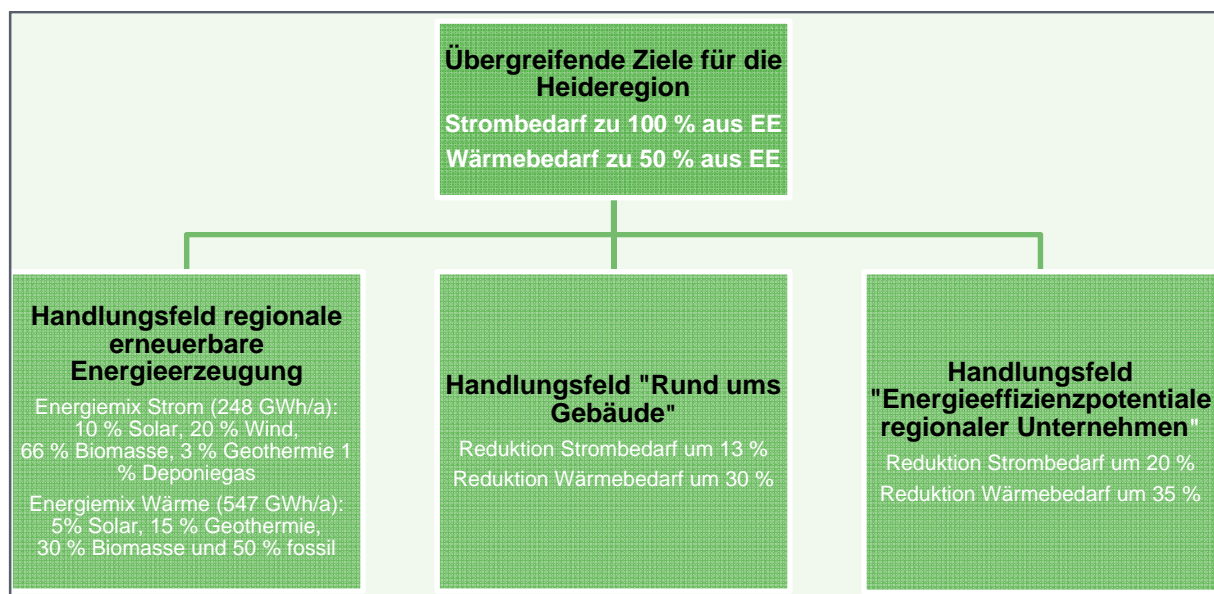 Übergreifende Ziele für die
Heideregion
Strombedarf zu 100 % aus EE
Wärmebedarf zu 50 % aus EE
Handlungsfeld regionale
erneuerbare
Energieerzeugung
Energiemix Strom (248 GWh/a):
10 % Solar, 20 % Wind,
66 % Biomasse, 3 % Geothermie 1
% Deponiegas
Energiemix Wärme (547 GWh/a):
5% Solar, 15 % Geothermie,
30 % Biomasse und 50 % fossil
Handlungsfeld "Rund ums
Gebäude"
Reduktion Strombedarf um 13 %
Reduktion Wärmebedarf um 30 %
Handlungsfeld
"Energieeffizienzpotentiale
regionaler Unternehmen"
Reduktion Strombedarf um 20 %
Reduktion Wärmebedarf um 35 %